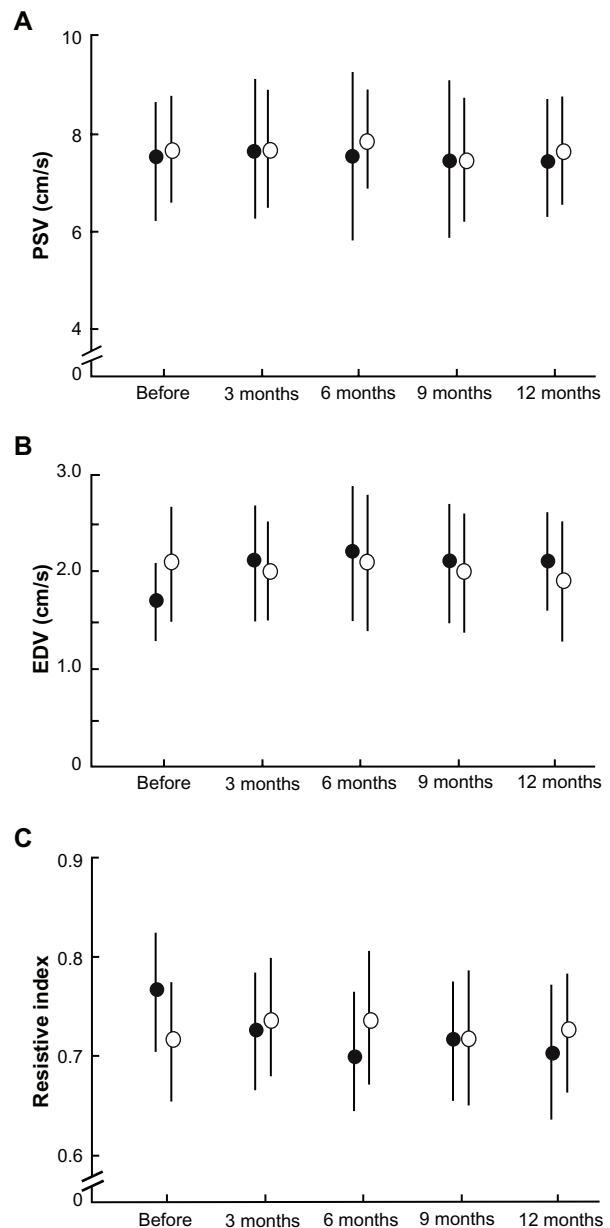 A
10
8
6
4
0
PSV (cm/s)
Before 3 months 6 months 9 months 12 months
B
3.0
2.0
1.0
0
EDV (cm/s)
Before 3 months 6 months 9 months 12 months
C
0.9
0.8
0.7
0.6
0
Resistive index
Before 3 months 6 months 9 months 12 months